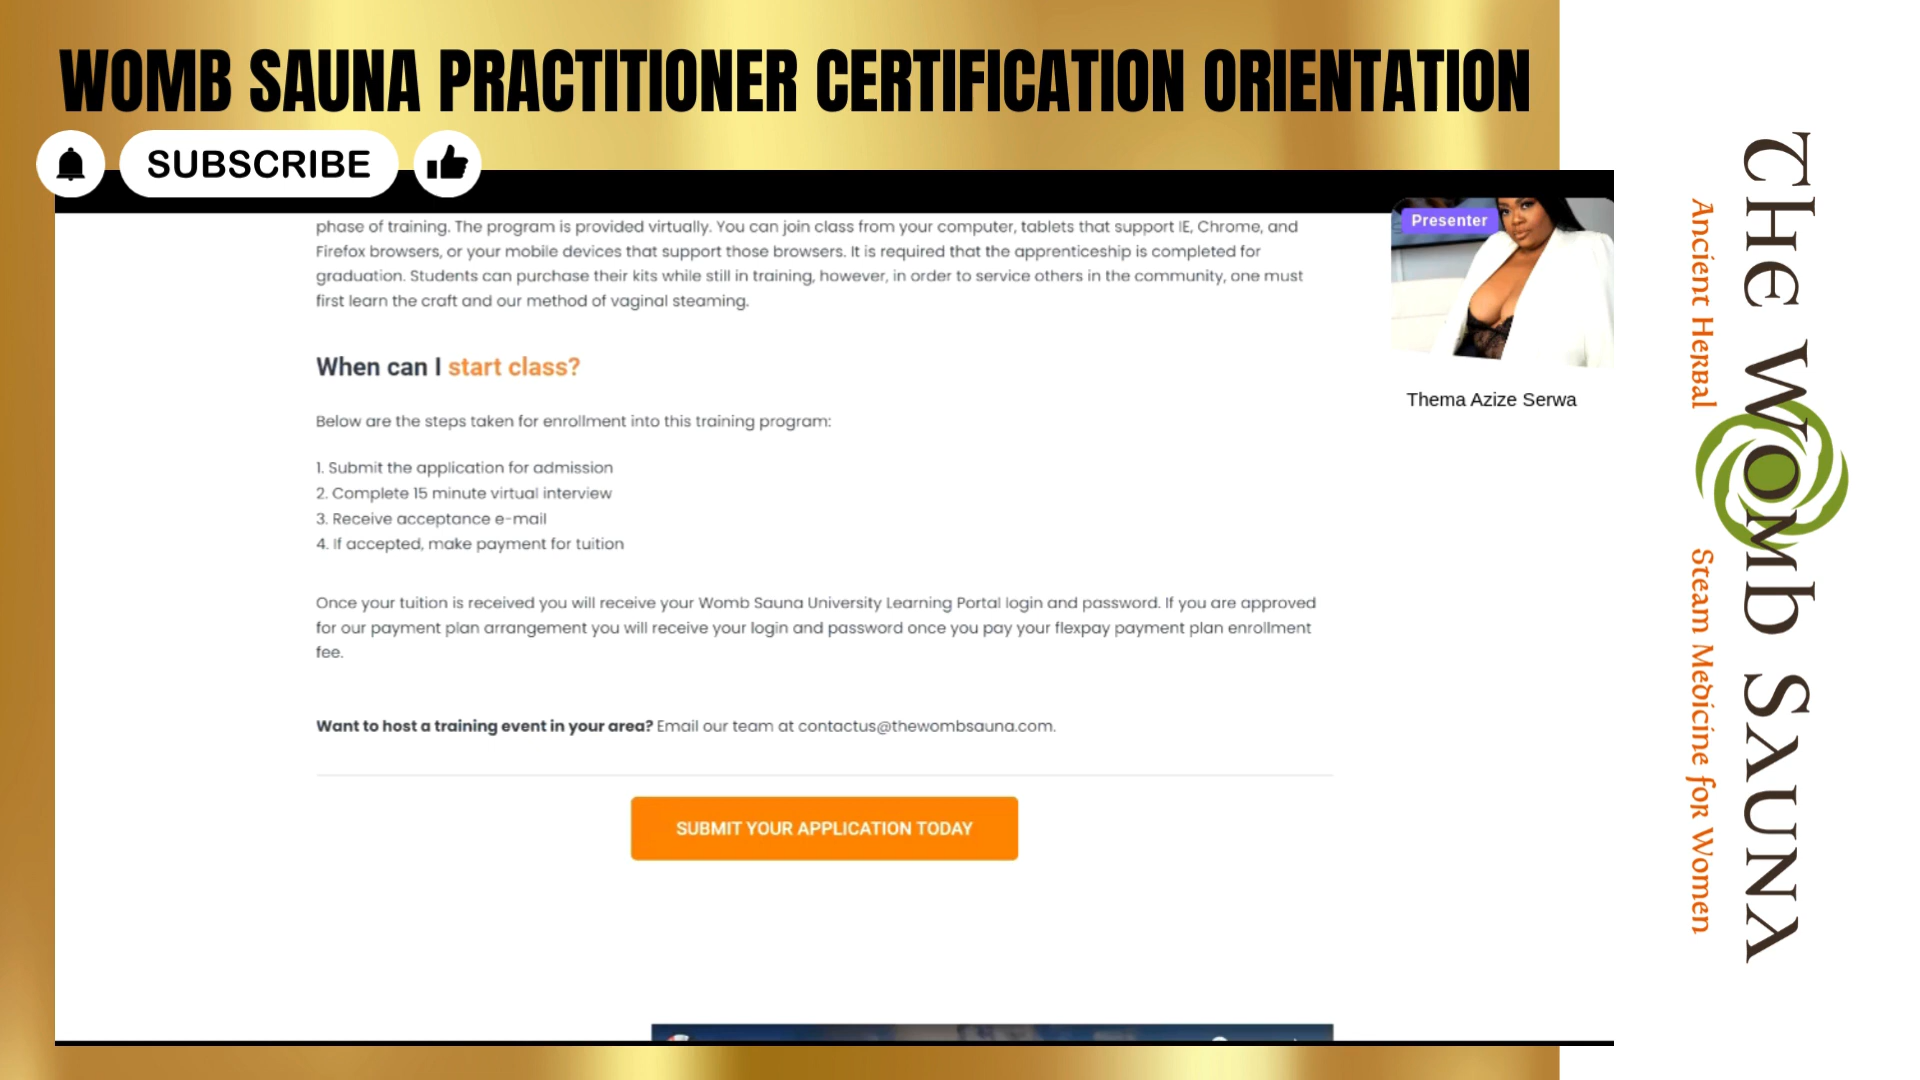 WOMB SAUNA PRACTITIONER CERTIFICATION ORIENTATION
SUBSCRIBE
phase of training. The program is provided virtually. You can join class from your computer, tablets that support IE, Chrome, and
Firefox browsers, or your mobile devices that support those browsers. It is required that the apprenticeship is completed for
graduation. Students can purchase their kits while still in training, however, in order to service others in the community, one must
first learn the craft and our method of vaginal steaming.
When can I start class?
Below are the steps taken for enrollment into this training program:
1. Submit the application for admission
2. Complete 15 minute virtual interview
3. Receive acceptance e-mail
4. If accepted, make payment for tuition
Once your tuition is received you will receive your Womb Sauna University Learning Portal login and password. If you are approved
for our payment plan arrangement you will receive your login and password once you pay your flexpay payment plan enrollment
fee.
Want to host a training event in your area? Email our team at contactus@thewombsauna.com.
SUBMIT YOUR APPLICATION TODAY
Presenter
Thema Azize Serwa
THE WOMB SAUNA
Ancient Herbal
Steam Medicine for Women